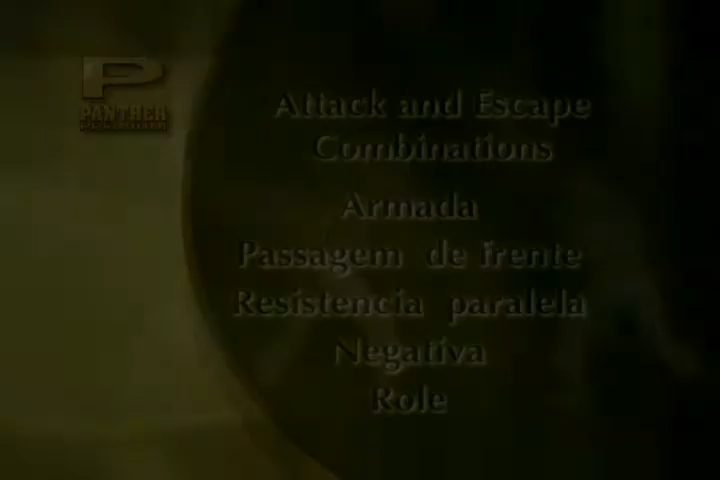 P
PANTHER
Attack and Escape
Combinations
Armada
Passagem de frente
Resistencia paralela
Negativa
Role